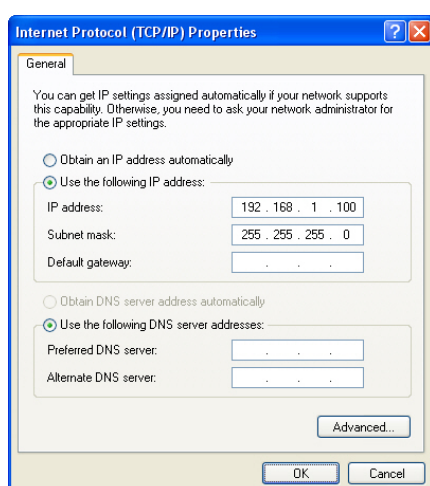 Internet Protocol (TCP/IP) Properties
General
You can get IP settings assigned automatically if your network supports
this capability. Otherwise, you need to ask your network administrator for
the appropriate IP settings.
Obtain an IP address automatically
Use the following IP address:
IP address: 192 . 168 . 1 . 100
Subnet mask: 255 . 255 . 255 . 0
Default gateway: . . .
Obtain DNS server address automatically
Use the following DNS server addresses:
Preferred DNS server: . . .
Alternate DNS server: . . .
Advanced...
OK Cancel